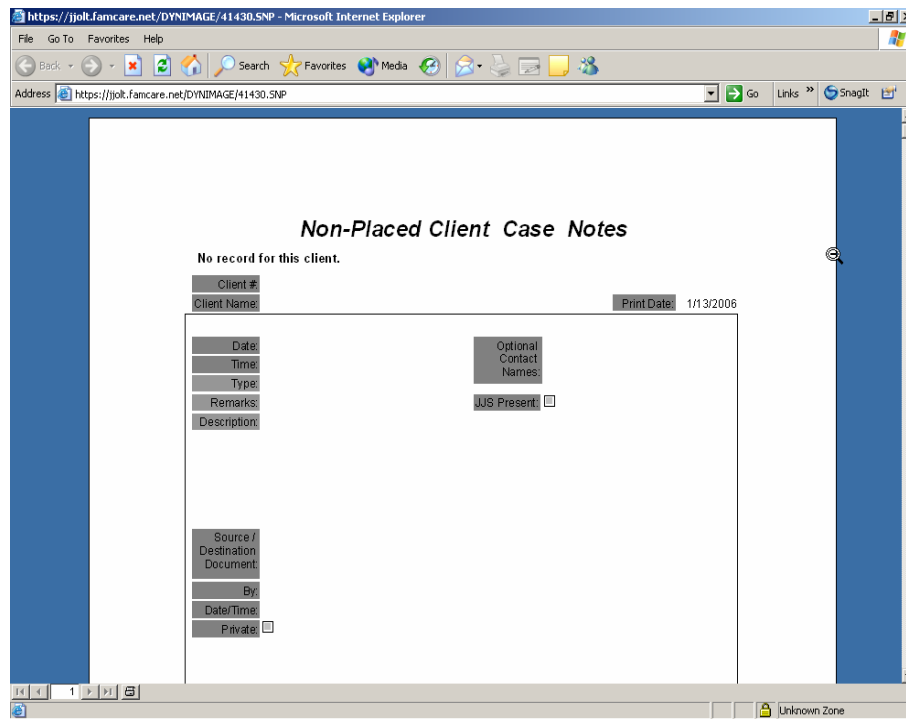 https://jjolt.famcare.net/DYNIMAGE/41430.SNP - Microsoft Internet Explorer
File Go To Favorites Help
Back Search Favorites Media
Address https://jjolt.famcare.net/DYNIMAGE/41430.SNP Go Links » SnagIt
Non-Placed Client Case Notes
No record for this client.
Client #:
Client Name: Print Date: 1/13/2006
Date: Optional
Contact
Names:
Time:
Type:
Remarks: JJS Present:
Description:
Source /
Destination
Document:
By:
Date/Time:
Private:
1
Unknown Zone